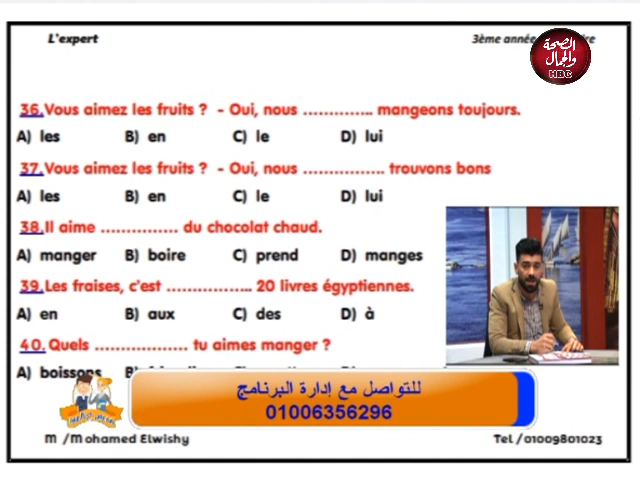 L'expert
3ème année
الصحة
والجمال
HBC
36.Vous aimez les fruits ? - Oui, nous .............. mangeons toujours.
A) les B) en C) le D) lui
37.Vous aimez les fruits ? - Oui, nous ................ trouvons bons
A) les B) en C) le D) lui
38.Il aime ............... du chocolat chaud.
A) manger B) boire C) prend D) manges
39.Les fraises, c'est ................. 20 livres égyptiennes.
A) en B) aux C) des D) à
40. Quels .................. tu aimes manger ?
A) boissons B)
للتواصل مع إدارة البرنامج
01006356296
M /Mohamed Elwishy
Tel /01009801023